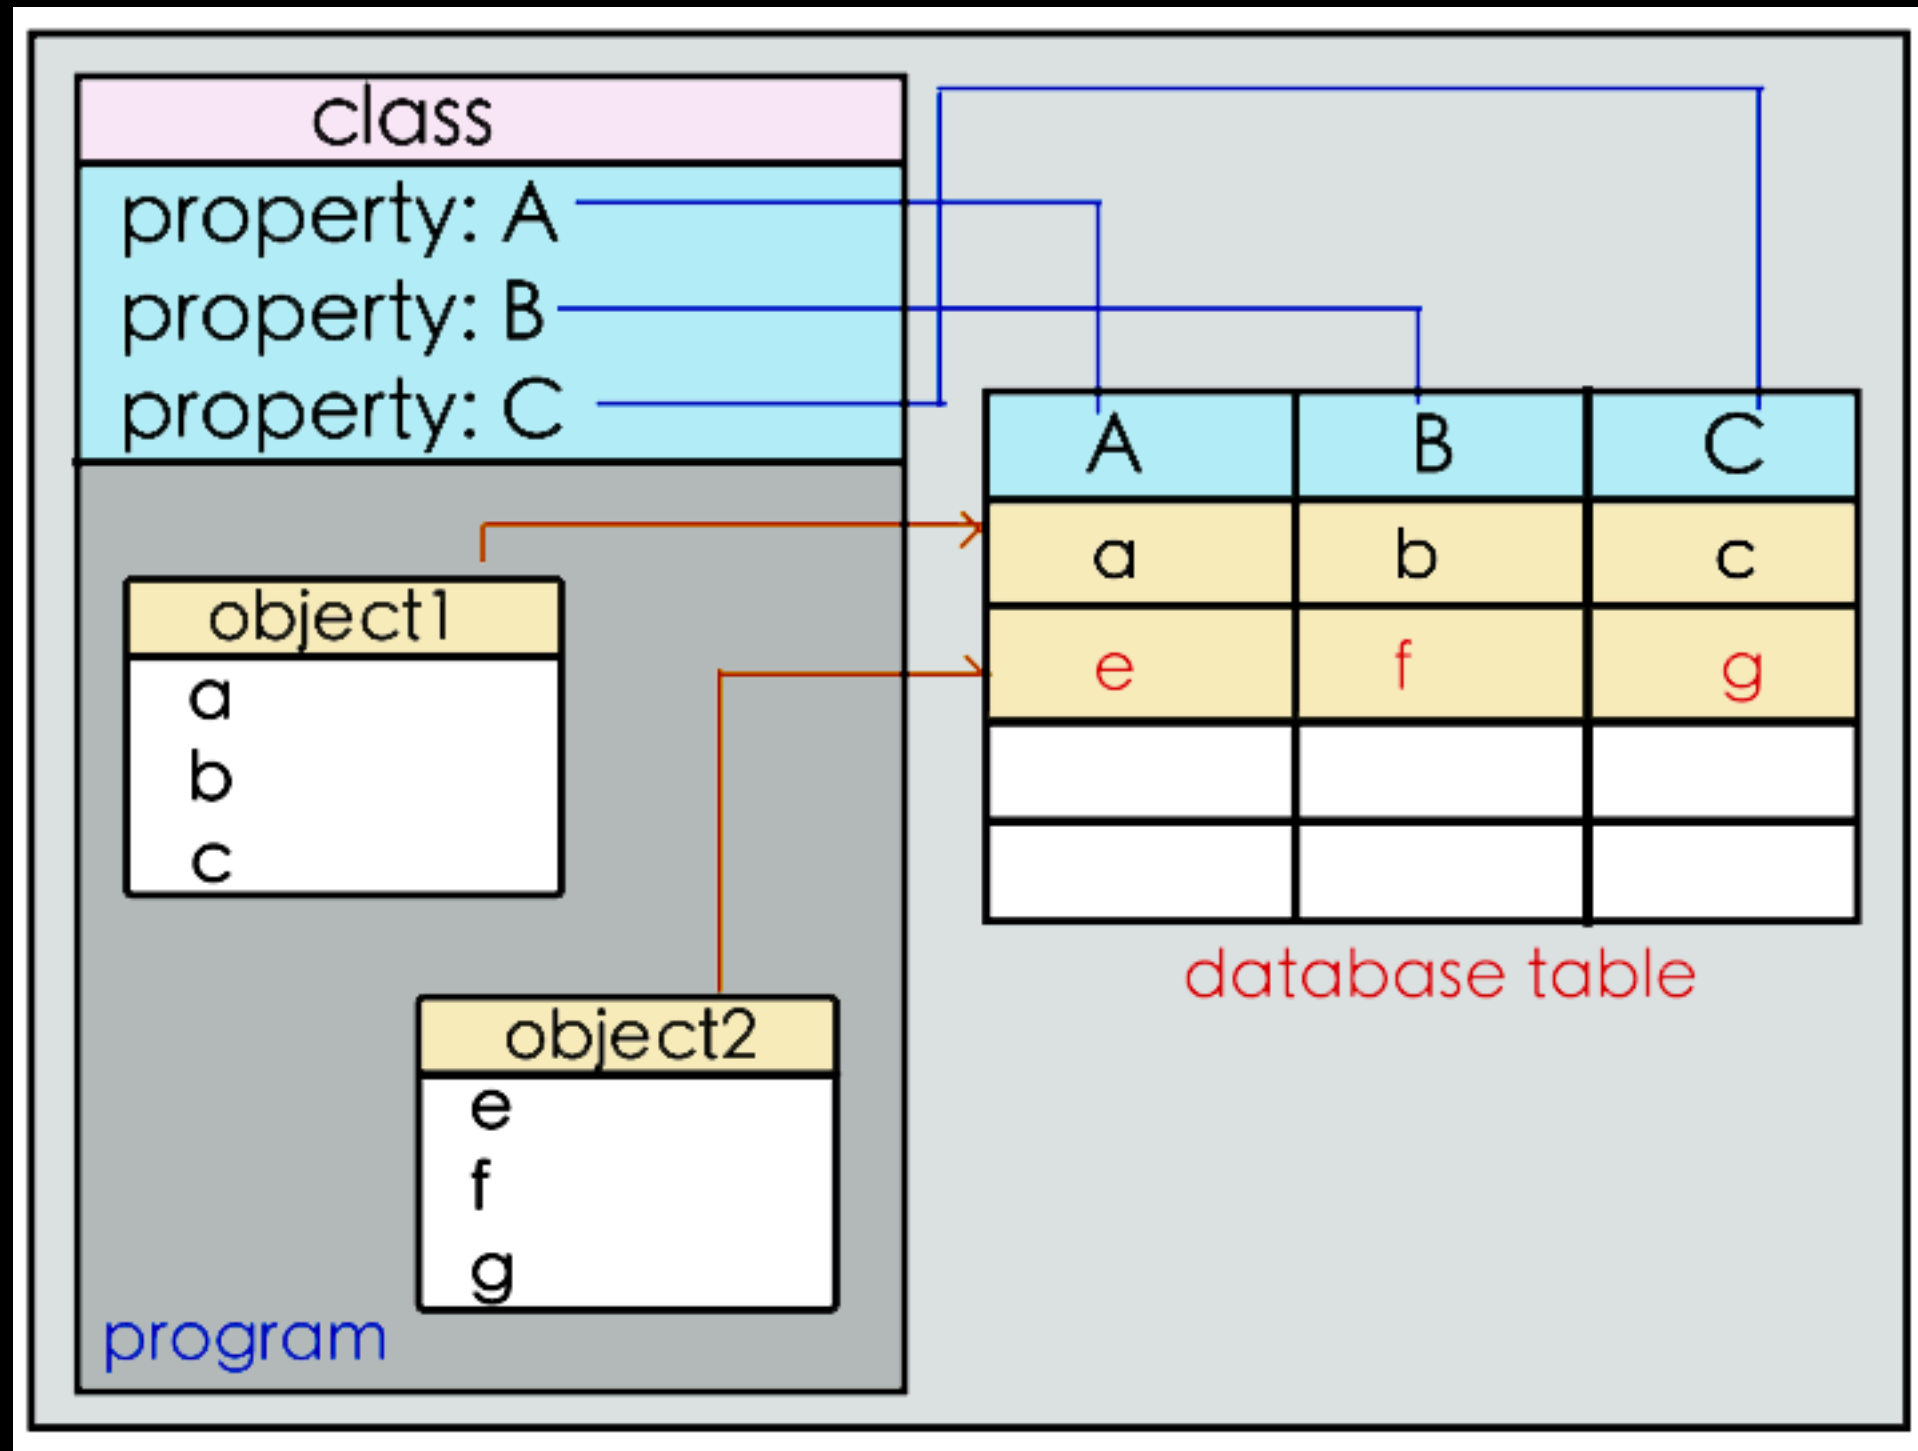 class
property: A
property: B
property: C
object1
a
b
c
object2
e
f
g
program
A B C
a b c
e f g
database table